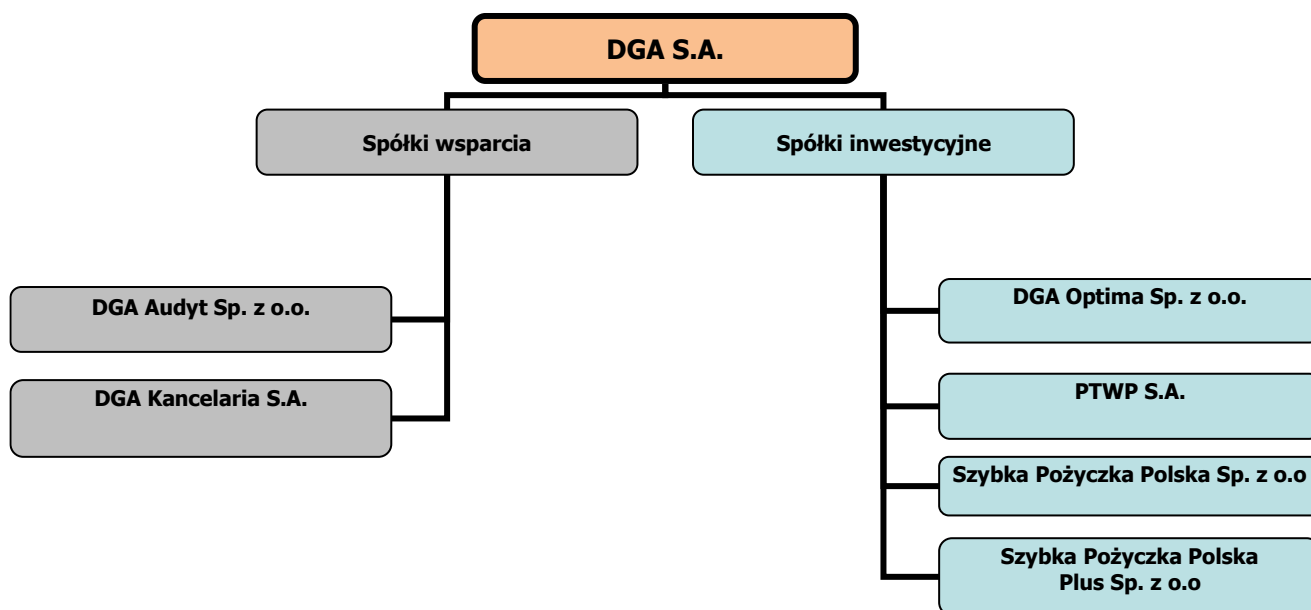 DGA S.A.
Spółki wsparcia
Spółki inwestycyjne
DGA Audyt Sp. z o.o.
DGA Kancelaria S.A.
DGA Optima Sp. z o.o.
PTWP S.A.
Szybka Pożyczka Polska Sp. z o.o
Szybka Pożyczka Polska
Plus Sp. z o.o